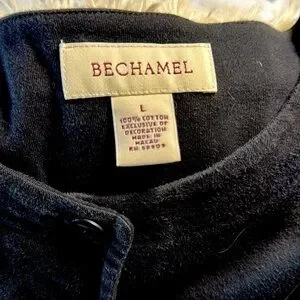 BECHAMEL
L
100% COTTON
EXCLUSIVE OF
DECORATION
MADE IN
MACAU